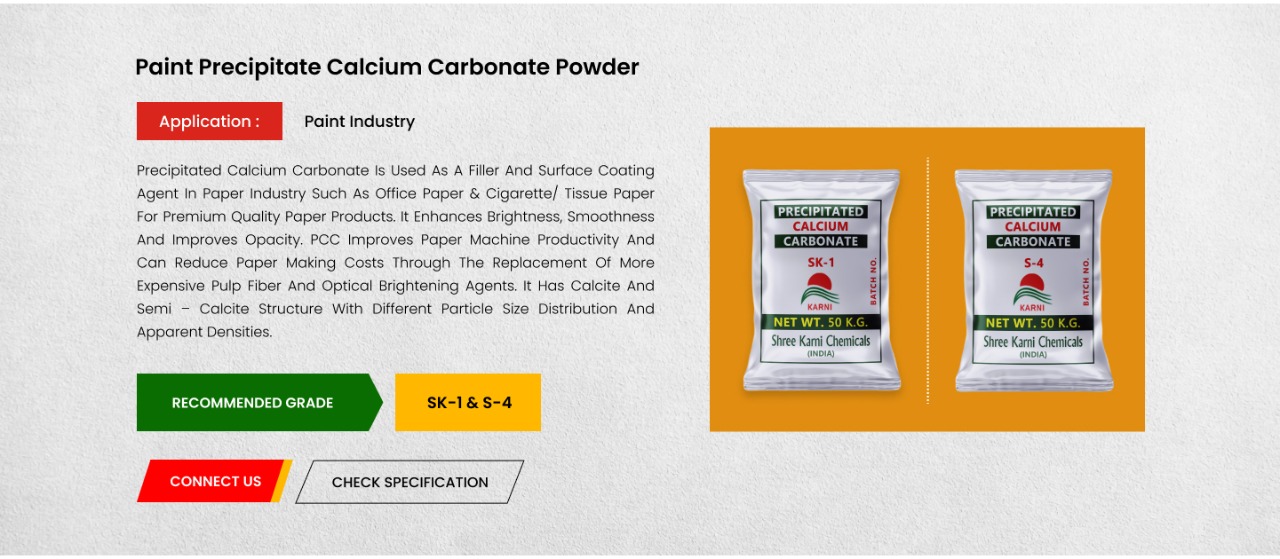 Paint Precipitate Calcium Carbonate Powder
Application :
Paint Industry
Precipitated Calcium Carbonate Is Used As A Filler And Surface Coating
Agent In Paper Industry Such As Office Paper & Cigarette/ Tissue Paper
For Premium Quality Paper Products. It Enhances Brightness, Smoothness
And Improves Opacity. PCC Improves Paper Machine Productivity And
Can Reduce Paper Making Costs Through The Replacement Of More
Expensive Pulp Fiber And Optical Brightening Agents. It Has Calcite And
Semi – Calcite Structure With Different Particle Size Distribution And
Apparent Densities.
RECOMMENDED GRADE
SK-1 & S-4
CONNECT US
CHECK SPECIFICATION
PRECIPITATED
CALCIUM
CARBONATE
SK-1
BATCH NO.
KARNI
NET WT. 50 K.G.
Shree Karni Chemicals
(INDIA)
PRECIPITATED
CALCIUM
CARBONATE
S-4
BATCH NO.
KARNI
NET WT. 50 K.G.
Shree Karni Chemicals
(INDIA)